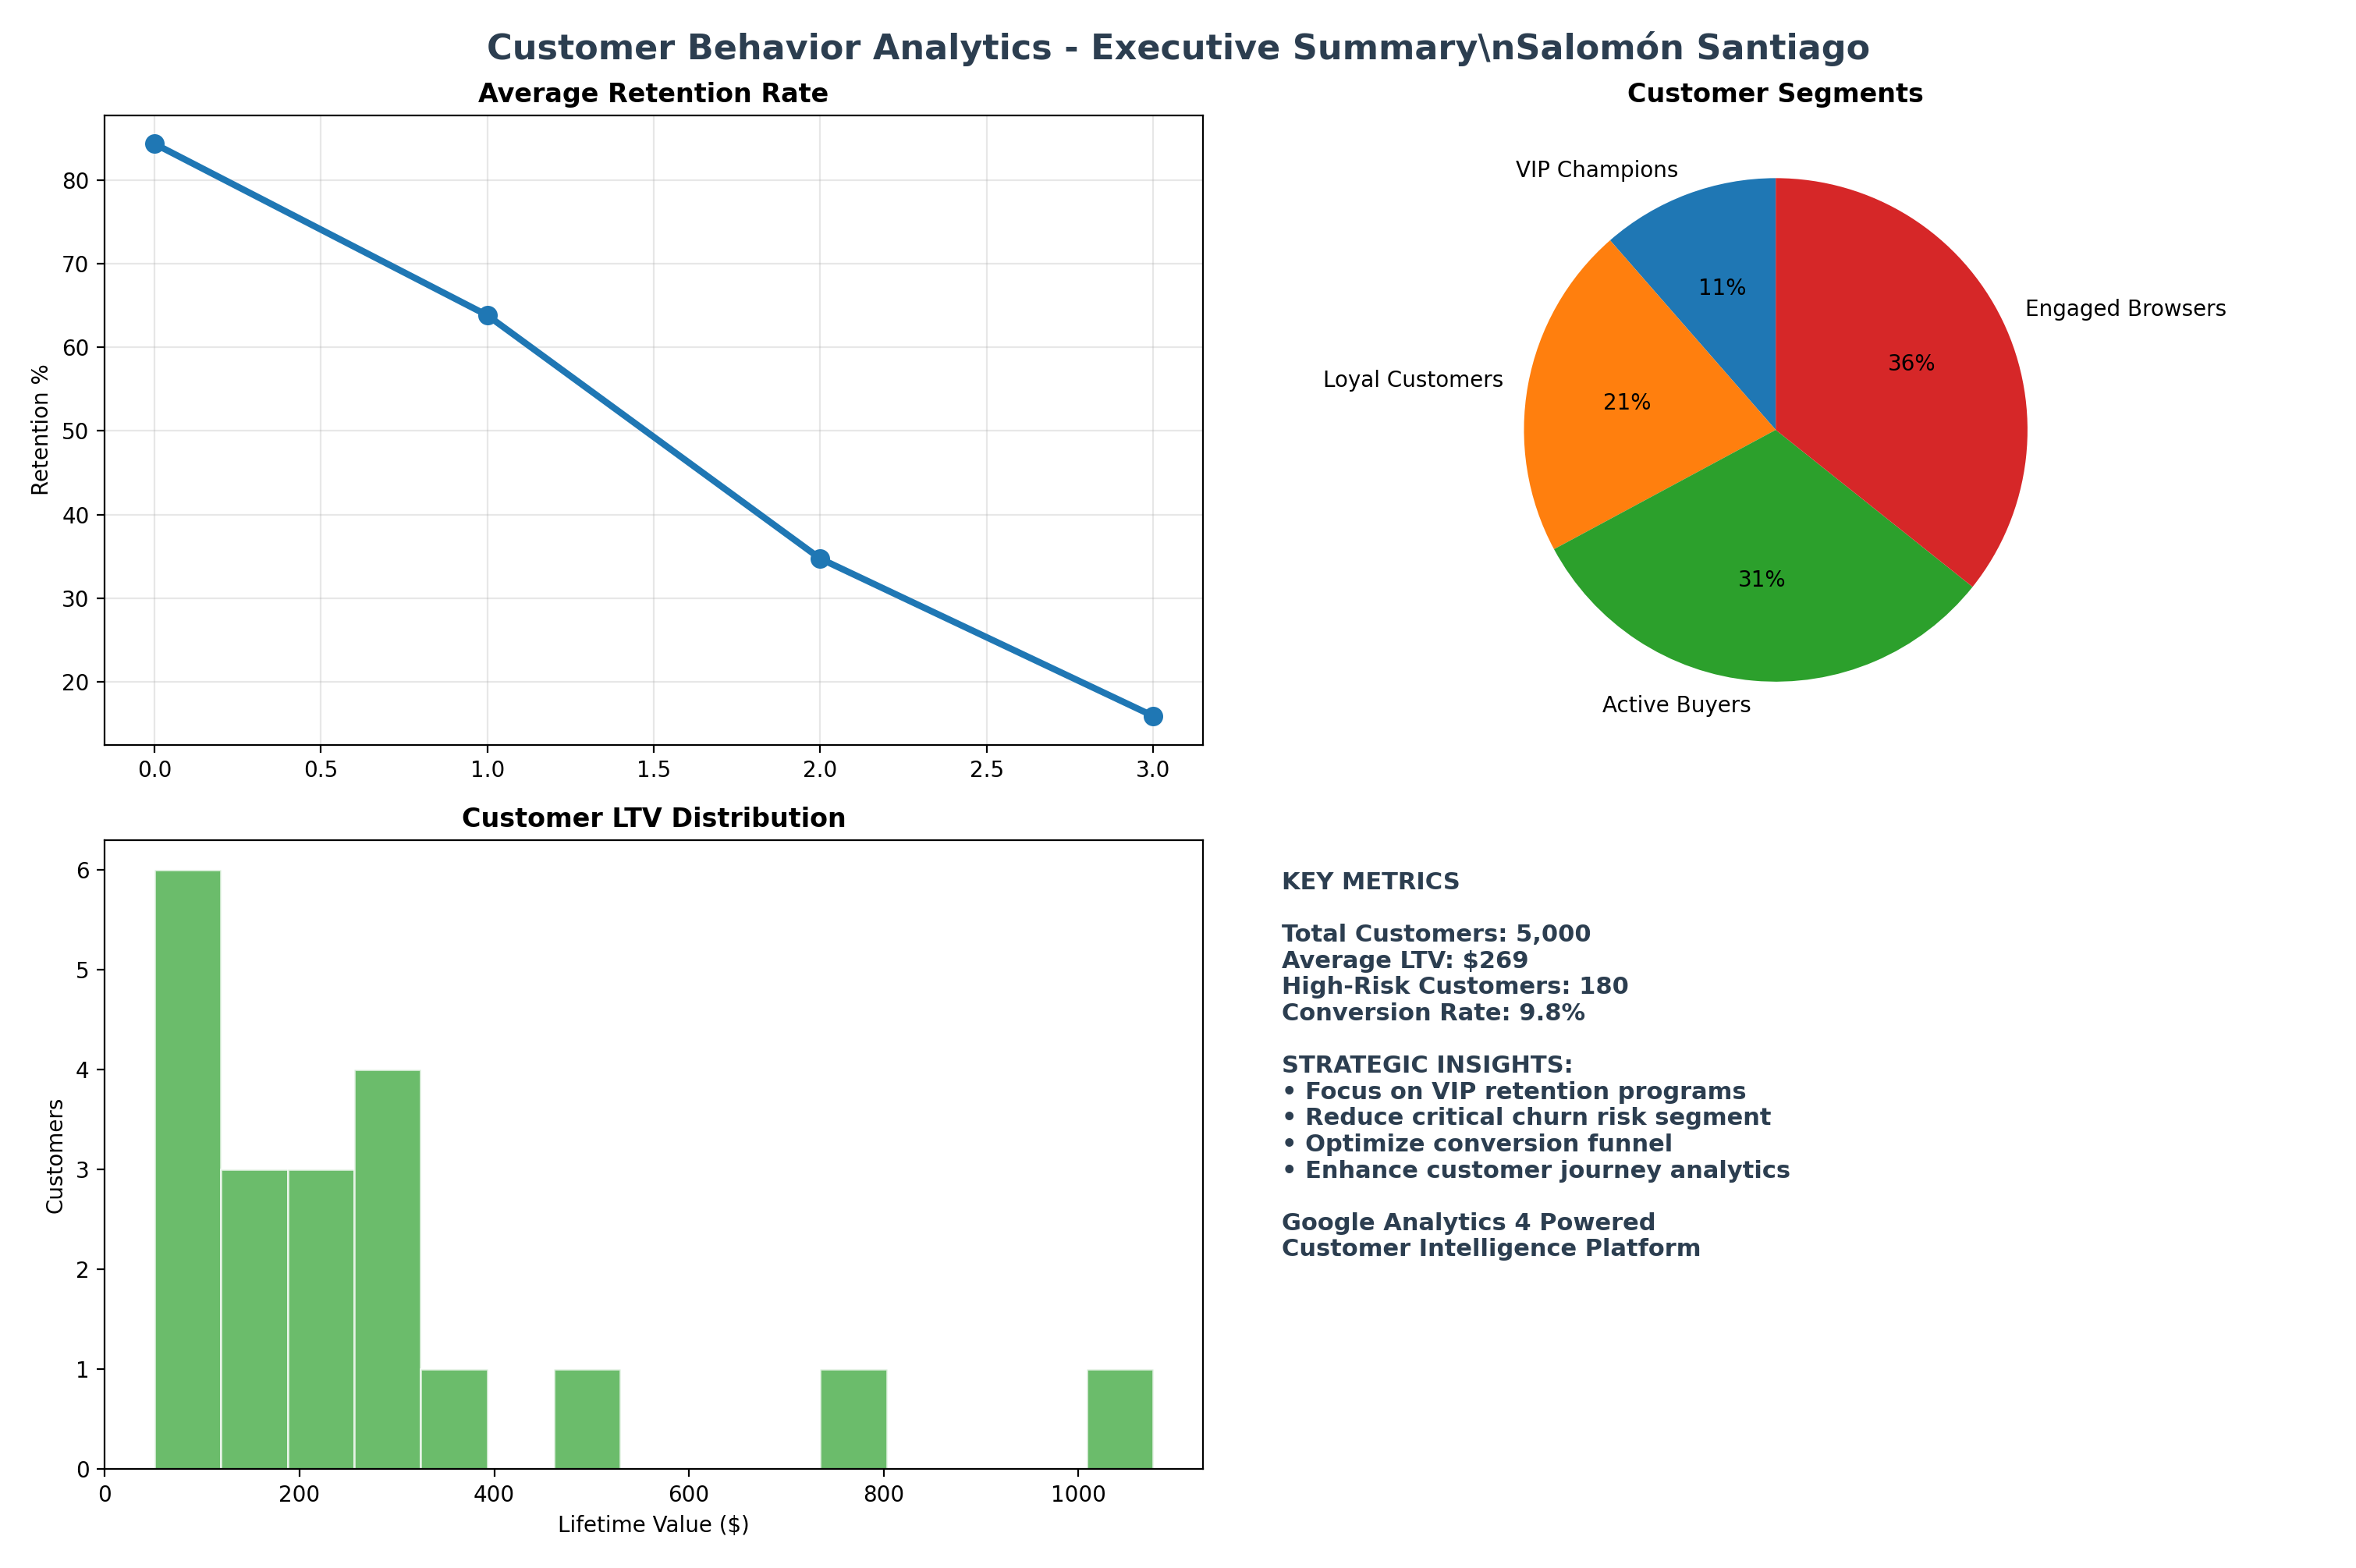 Customer Behavior Analytics - Executive Summary\nSalomón Santiago
Average Retention Rate
Retention %
80
70
60
50
40
30
20
0.0 0.5 1.0 1.5 2.0 2.5 3.0
Customer Segments
VIP Champions
11%
Engaged Browsers
36%
Loyal Customers
21%
31%
Active Buyers
Customer LTV Distribution
Customers
6
5
4
3
2
1
0
0 200 400 600 800 1000
Lifetime Value ($)
KEY METRICS
Total Customers: 5,000
Average LTV: $269
High-Risk Customers: 180
Conversion Rate: 9.8%
STRATEGIC INSIGHTS:
• Focus on VIP retention programs
• Reduce critical churn risk segment
• Optimize conversion funnel
• Enhance customer journey analytics
Google Analytics 4 Powered
Customer Intelligence Platform